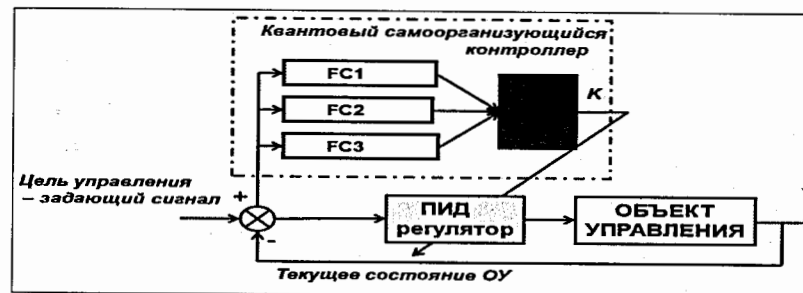 Квантовый самоорганизующийся
контроллер
FC1
FC2
FC3
K
Цель управления
– задающий сигнал
+
-
ПИД
регулятор
ОБЪЕКТ
УПРАВЛЕНИЯ
Текущее состояние ОУ